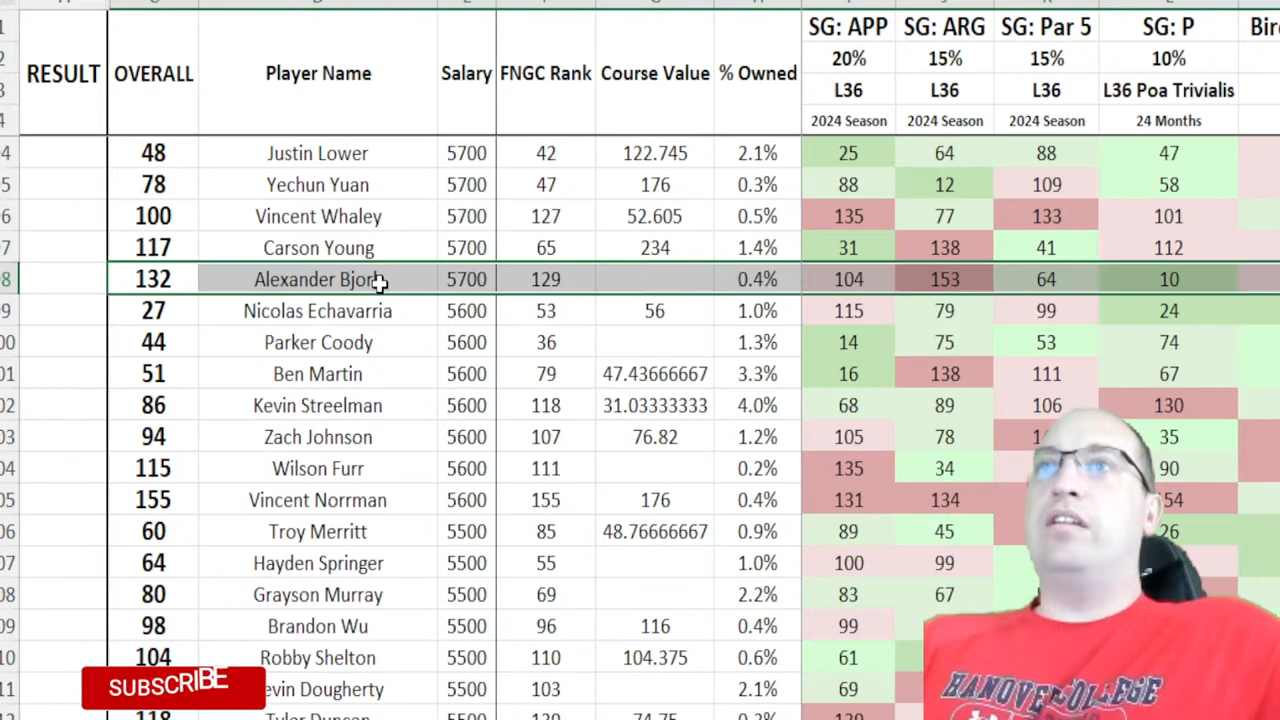 SG: APP SG: ARG SG: Par 5 SG: P
20% 15% 15% 10%
RESULT OVERALL Player Name Salary FNGC Rank Course Value % Owned
L36 L36 L36 L36 Poa Trivialis
2024 Season 2024 Season 2024 Season 24 Months
48 Justin Lower 5700 42 122.745 2.1% 25 64 88 47
78 Yechun Yuan 5700 47 176 0.3% 88 12 109 58
100 Vincent Whaley 5700 127 52.605 0.5% 135 77 133 101
117 Carson Young 5700 65 234 1.4% 31 138 41 112
132 Alexander 5700 129 0.4% 104 153 64 10
27 Nicolas Echavarria 5600 53 56 1.0% 115 79 99 24
44 Parker Coody 5600 36 1.3% 14 75 53 74
51 Ben Martin 5600 79 47.43666667 3.3% 16 138 111 67
86 Kevin Streelman 5600 118 31.03333333 4.0% 68 89 106 130
94 Zach Johnson 5600 107 76.82 1.2% 105 78 35
115 Wilson Furr 5600 111 0.2% 135 34 90
155 Vincent Norrman 5600 155 176 0.4% 131 134 54
60 Troy Merritt 5500 85 48.76666667 0.9% 89 45 26
64 Hayden Springer 5500 55 1.0% 100 99
80 Grayson Murray 5500 69 2.2% 83 67
98 Brandon Wu 5500 96 116 0.4% 99
104 Robby Shelton 5500 110 104.375 0.6% 61
SUBSCRIBE Dougherty 5500 103 2.1% 69
HANOVER COLLEGE